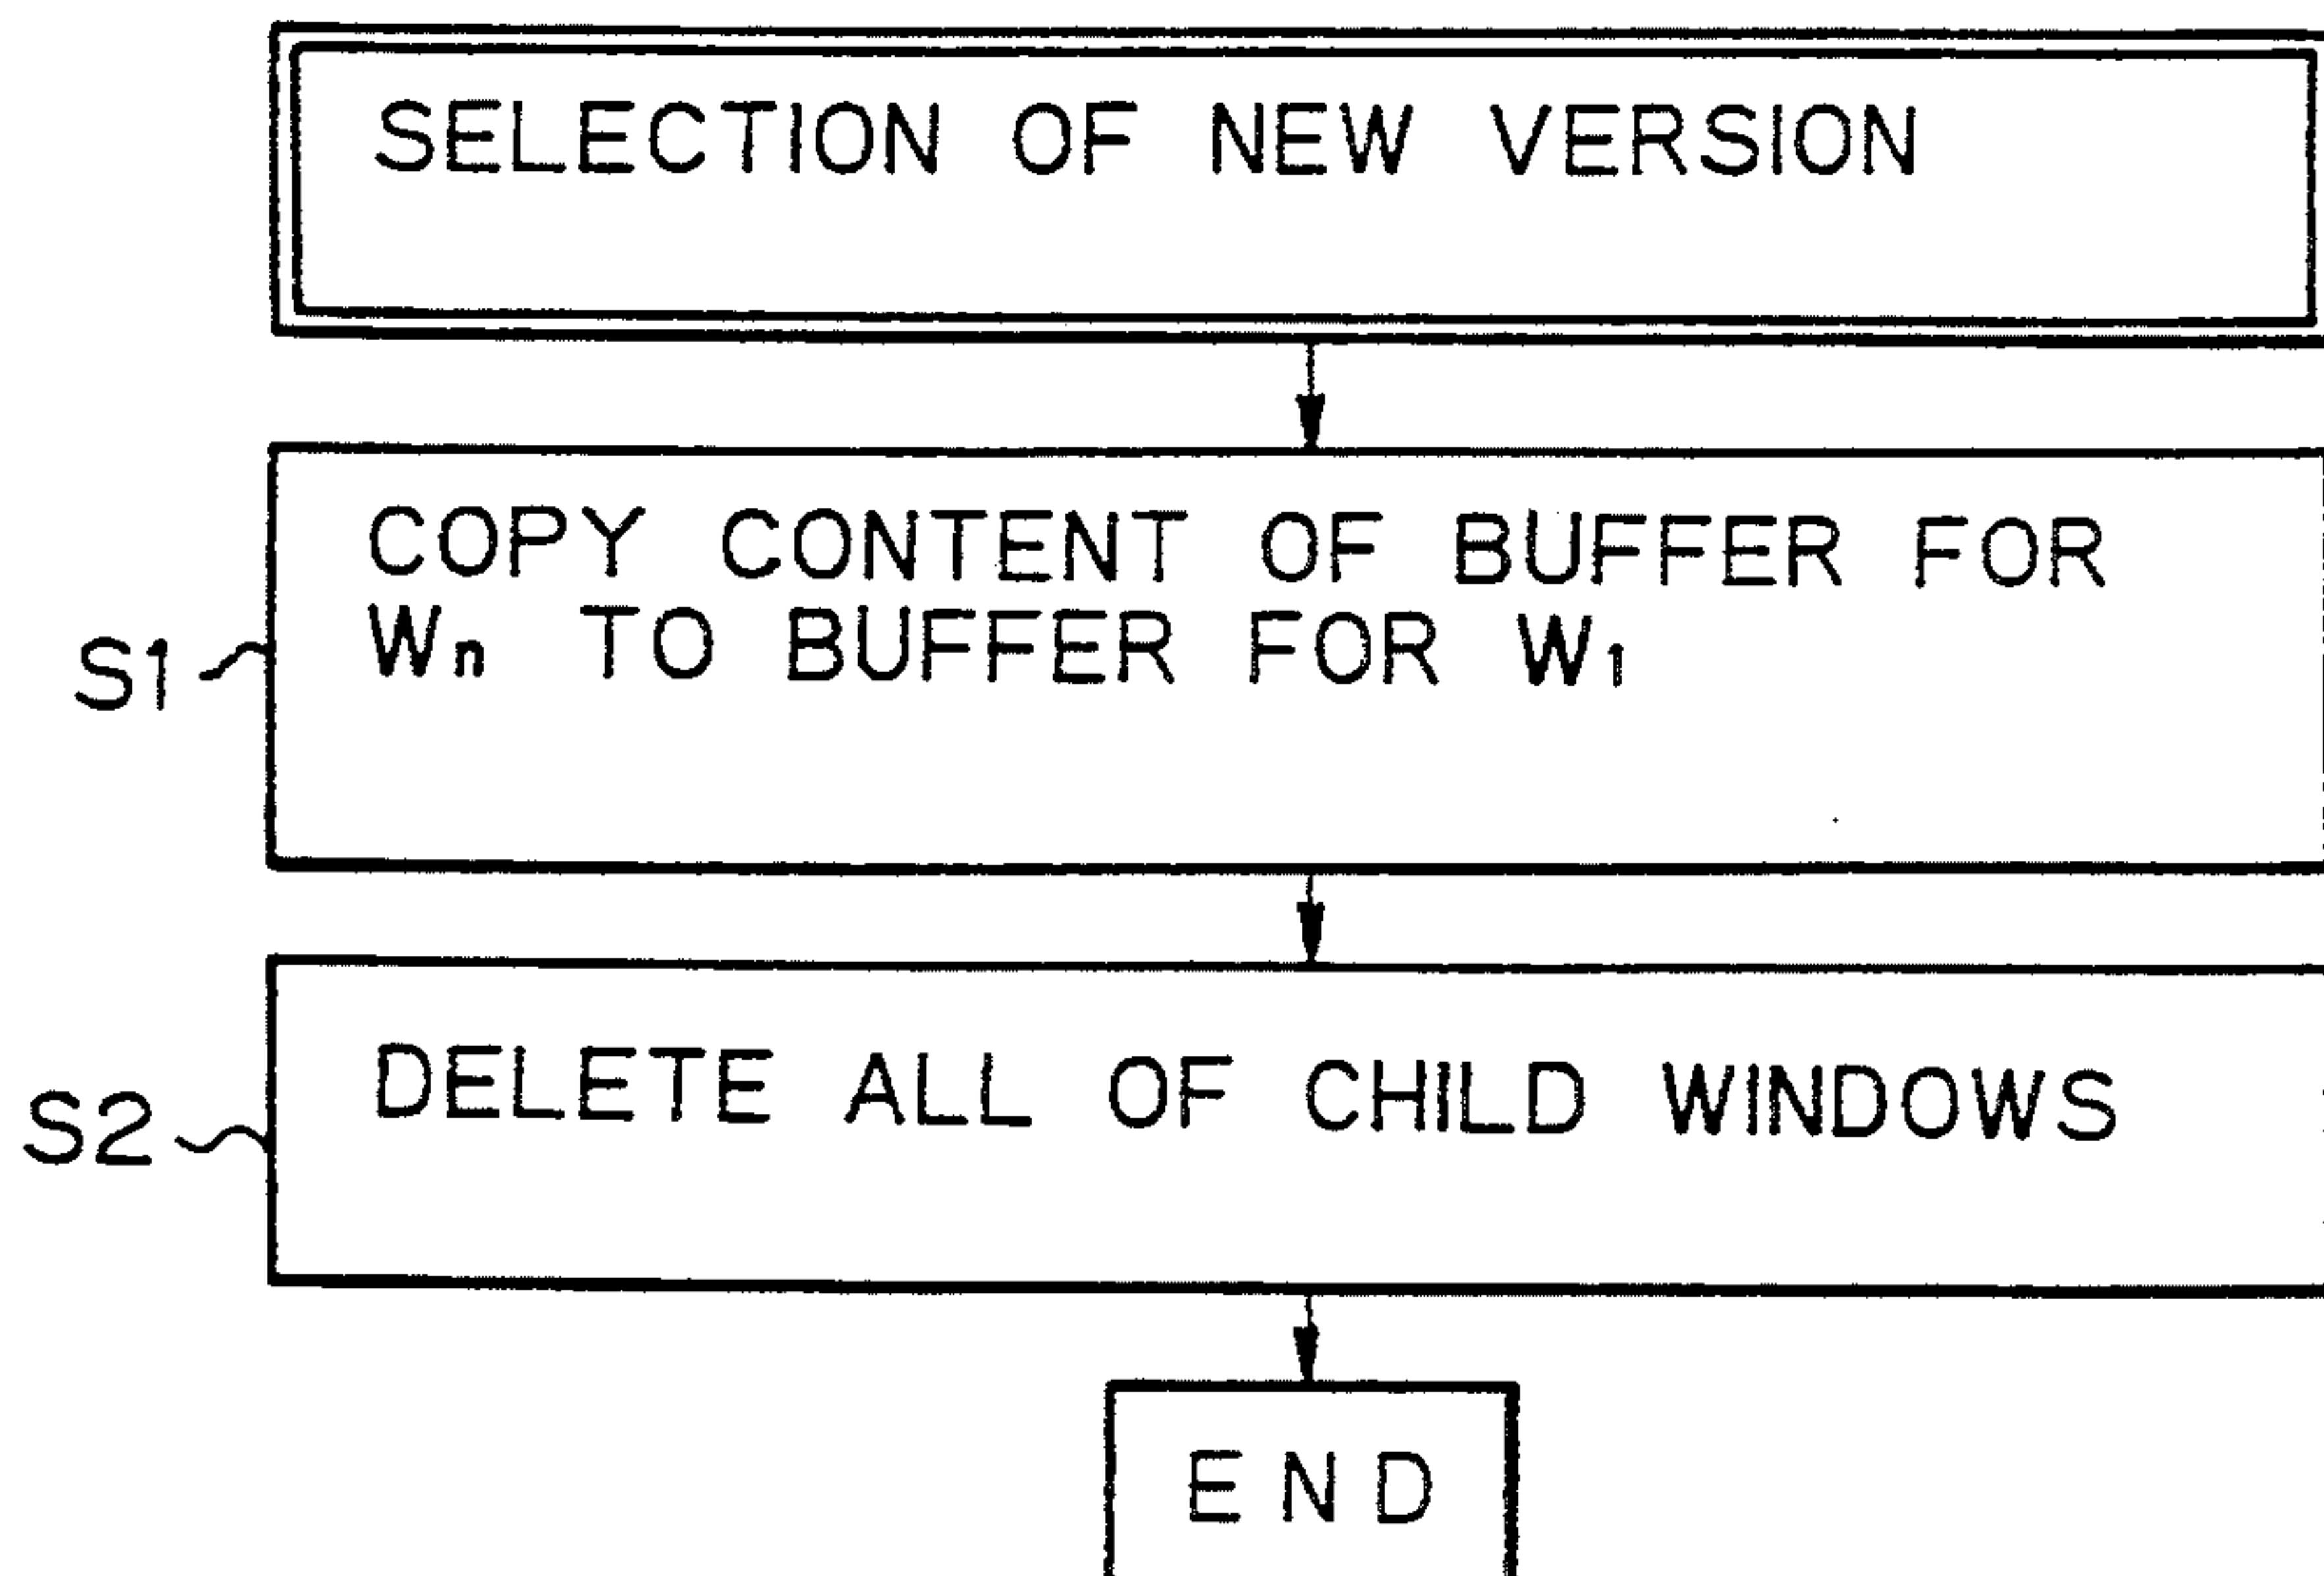 SELECTION OF NEW VERSION
COPY CONTENT OF BUFFER FOR
Wn TO BUFFER FOR W1
S1
DELETE ALL OF CHILD WINDOWS
S2
END